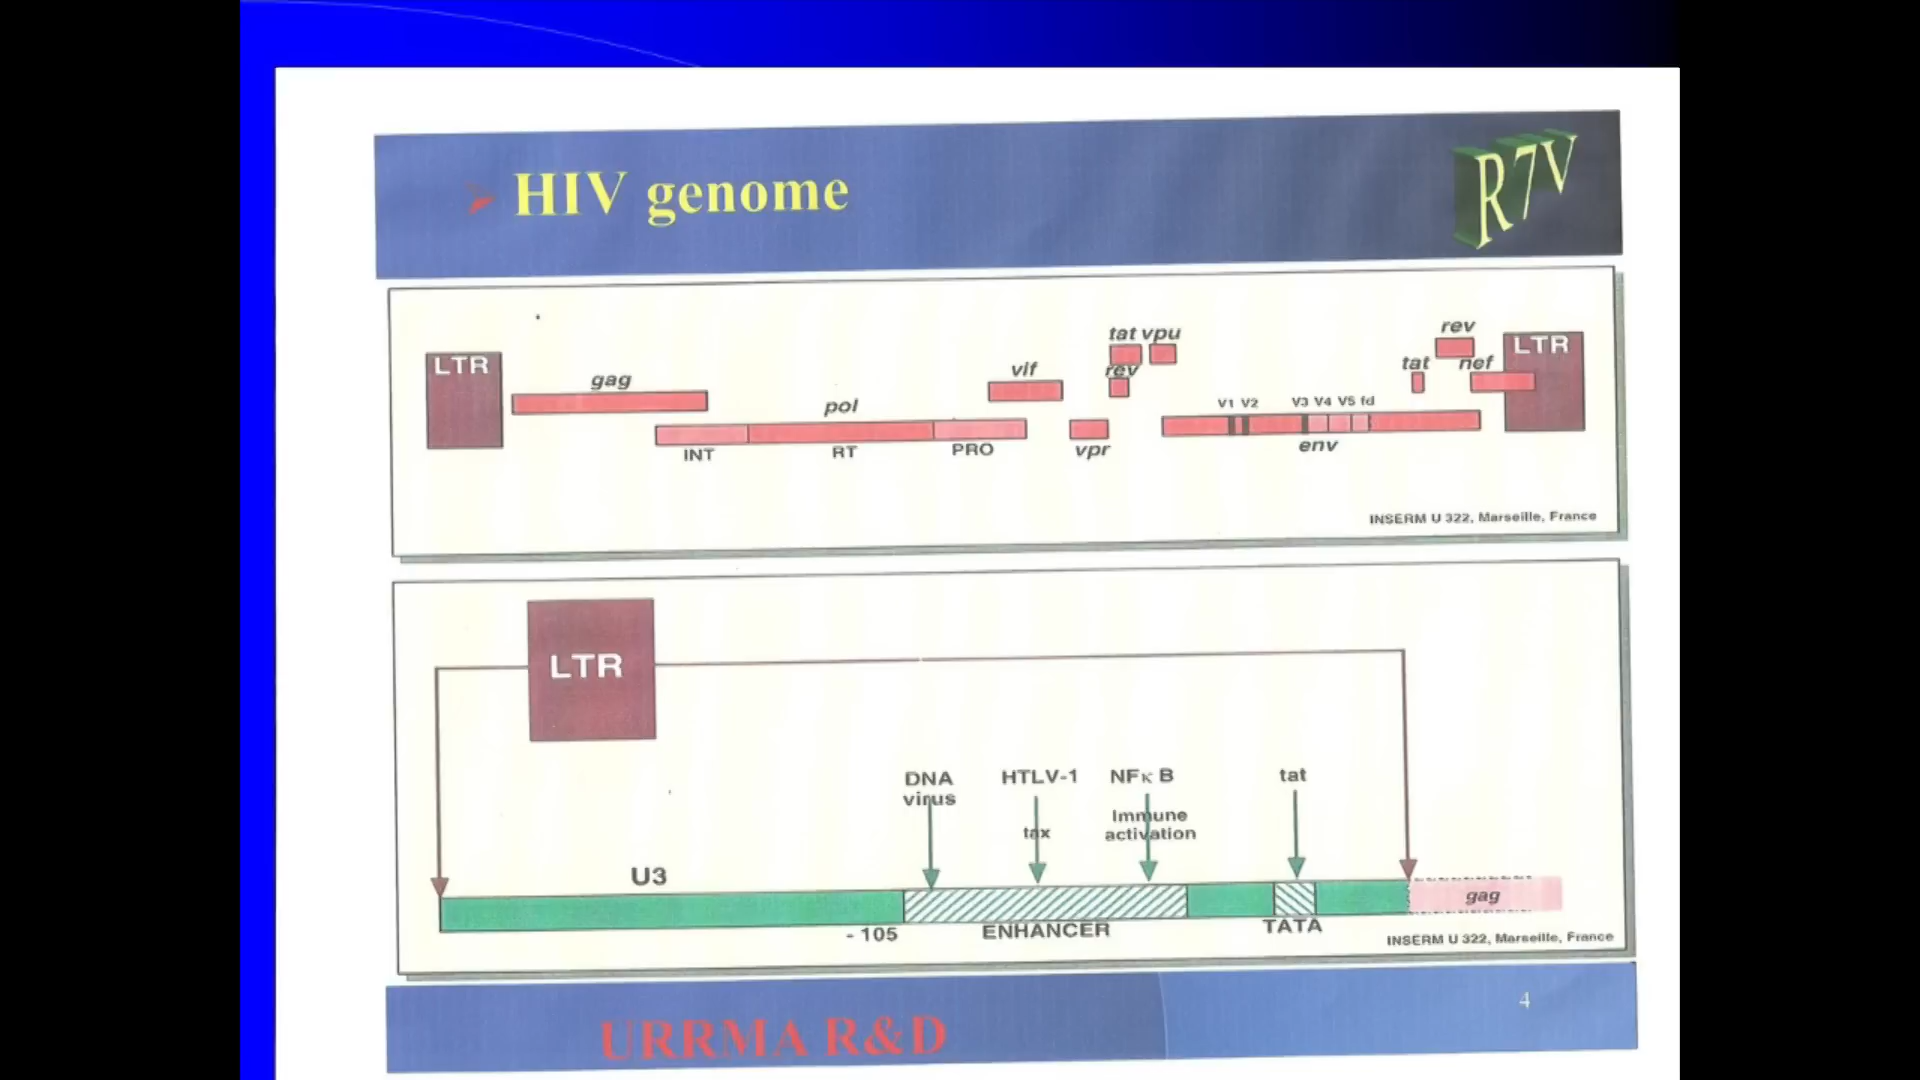 HIV genome
R7V
LTR
gag
pol
INT
RT
PRO
vif
vpr
tat vpu
rev
V1 V2
V3 V4 V5 fd
env
tat
rev
nef
LTR
INSERM U 322, Marseille, France
LTR
DNA
virus
HTLV-1
tax
NFκB
Immune
activation
tat
U3
gag
- 105
ENHANCER
TATA
INSERM U 322, Marseille, France
URRMA R&D
4